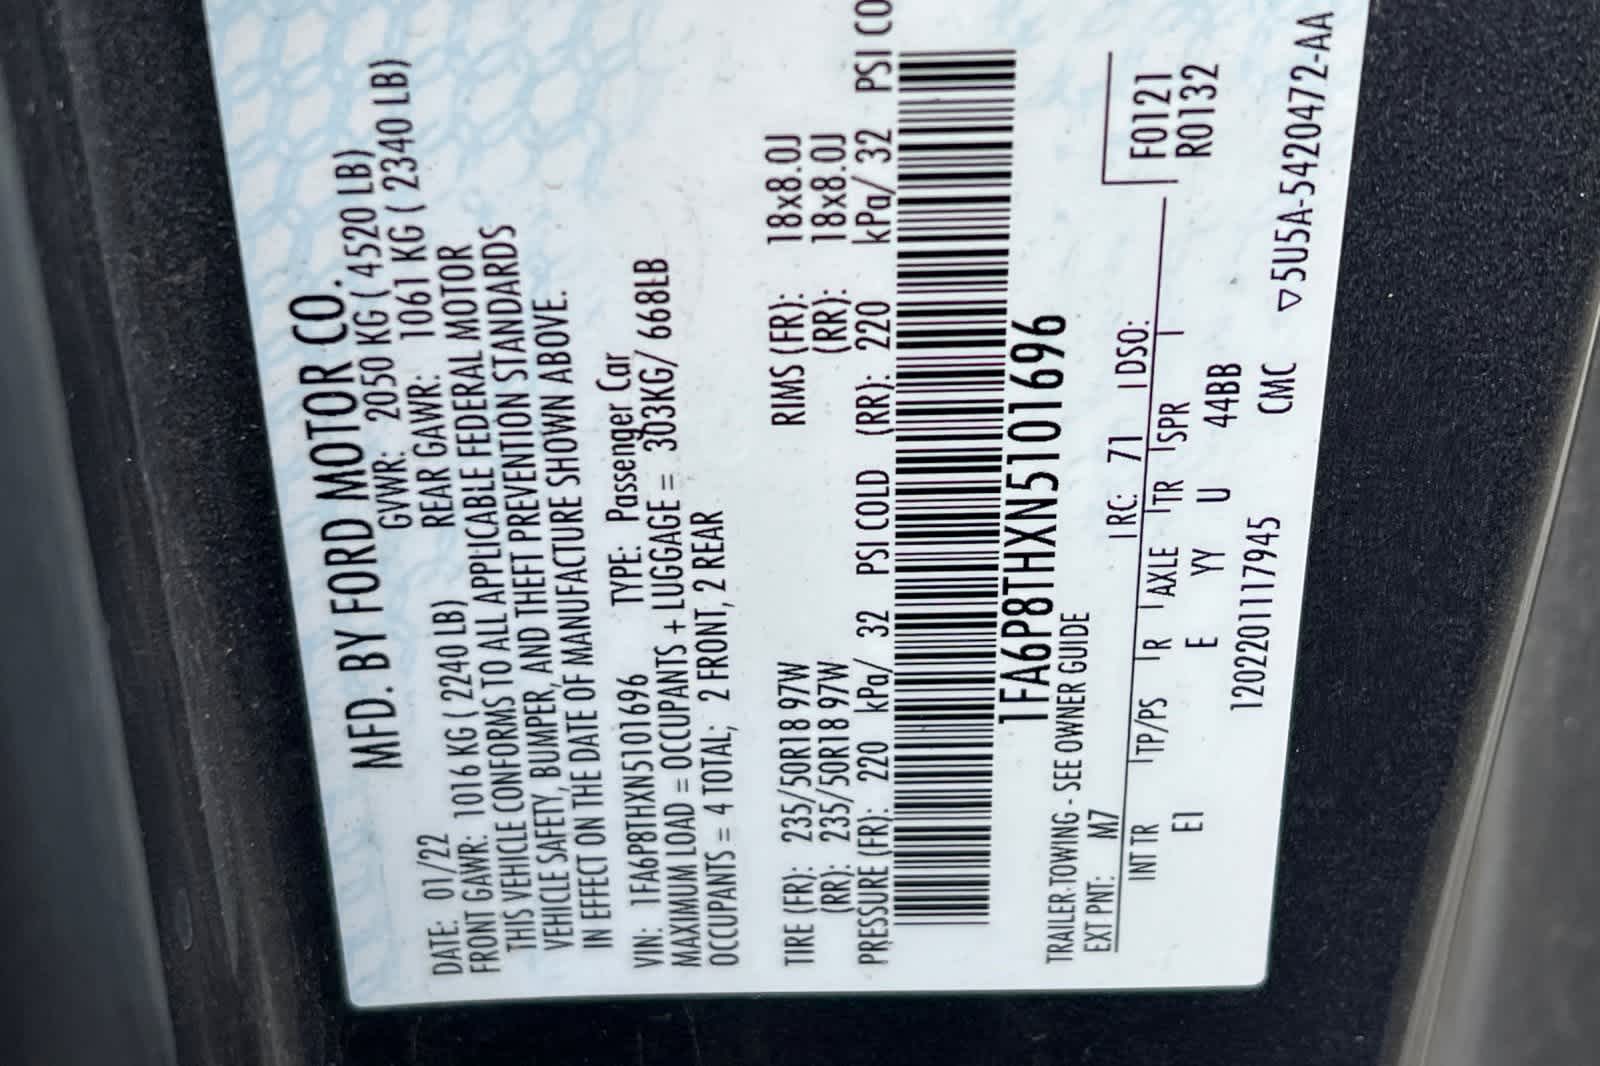 MFD. BY FORD MOTOR CO.
DATE: 01/22 GVWR: 2050 KG ( 4520 LB)
FRONT GAWR: 1016 KG ( 2240 LB) REAR GAWR: 1061 KG ( 2340 LB)
THIS VEHICLE CONFORMS TO ALL APPLICABLE FEDERAL MOTOR
VEHICLE SAFETY, BUMPER, AND THEFT PREVENTION STANDARDS
IN EFFECT ON THE DATE OF MANUFACTURE SHOWN ABOVE.
VIN: 1FA6P8THXN5101696 TYPE: Passenger Car
MAXIMUM LOAD = OCCUPANTS + LUGGAGE = 303KG/ 668LB
OCCUPANTS = 4 TOTAL; 2 FRONT, 2 REAR
TIRE (FR): 235/50R18 97W RIMS (FR): 18x8.0J
(RR): 235/50R18 97W (RR): 18x8.0J
PRESSURE (FR): 220 kPa/ 32 PSI COLD (RR): 220 kPa/ 32 PSI CO
1FA6P8THXN5101696
TRAILER-TOWING - SEE OWNER GUIDE
F0121
R0132
EXT PNT: M7 RC: 71 DSO:
INT TR TP/PS R AXLE TR SPR
EI E YY U 44BB
120220117945 CMC ▽5U5A-5420472-AA